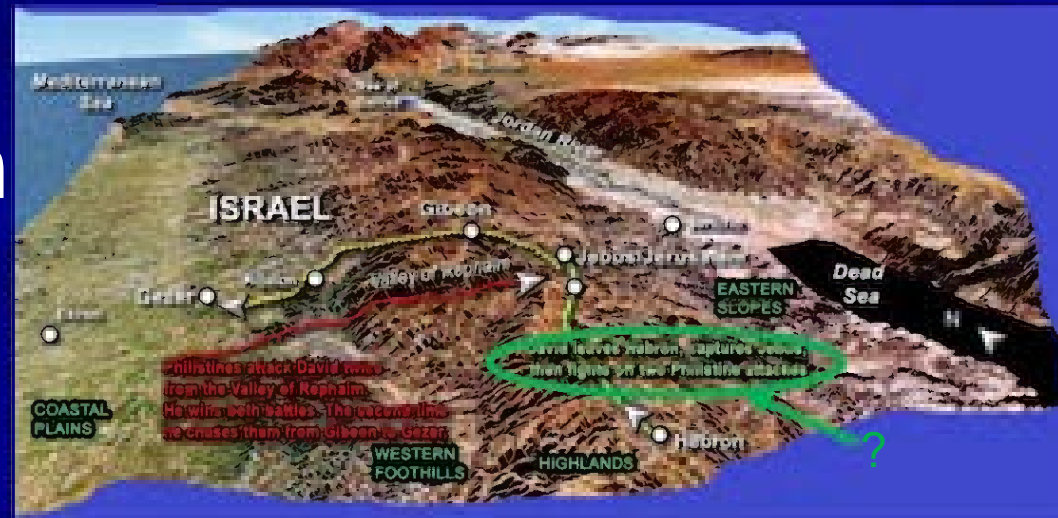 Mediterranean
Sea
Jordan River
ISRAEL
Gibeon
Valley of Rephaim
Jebus/Jerusalem
Gezer
EASTERN
SLOPES
Dead
Sea
N
David leaves Hebron, captures Jebus,
then fights off two Philistine attacks
Philistines attack David twice
from the Valley of Rephaim.
He wins both battles. The second time
he chases them from Gibeon to Gezer.
COASTAL
PLAINS
WESTERN
FOOTHILLS
HIGHLANDS
Hebron
?